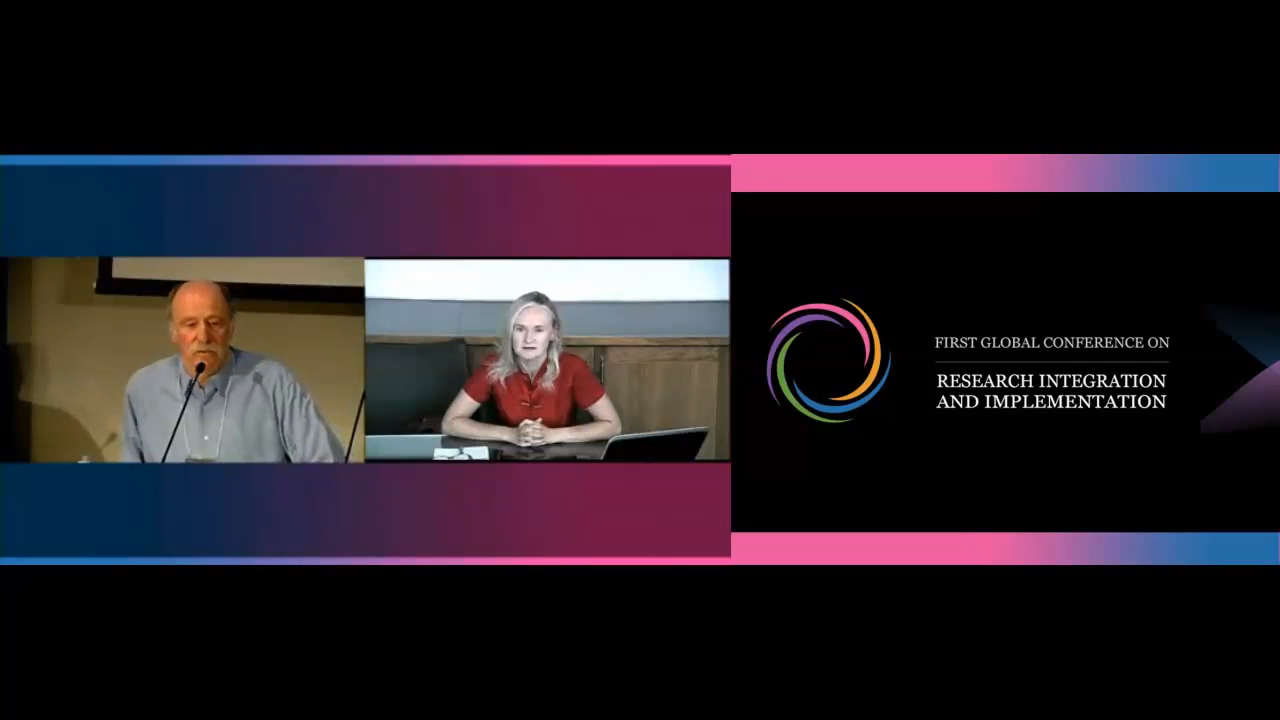 FIRST GLOBAL CONFERENCE ON
RESEARCH INTEGRATION
AND IMPLEMENTATION